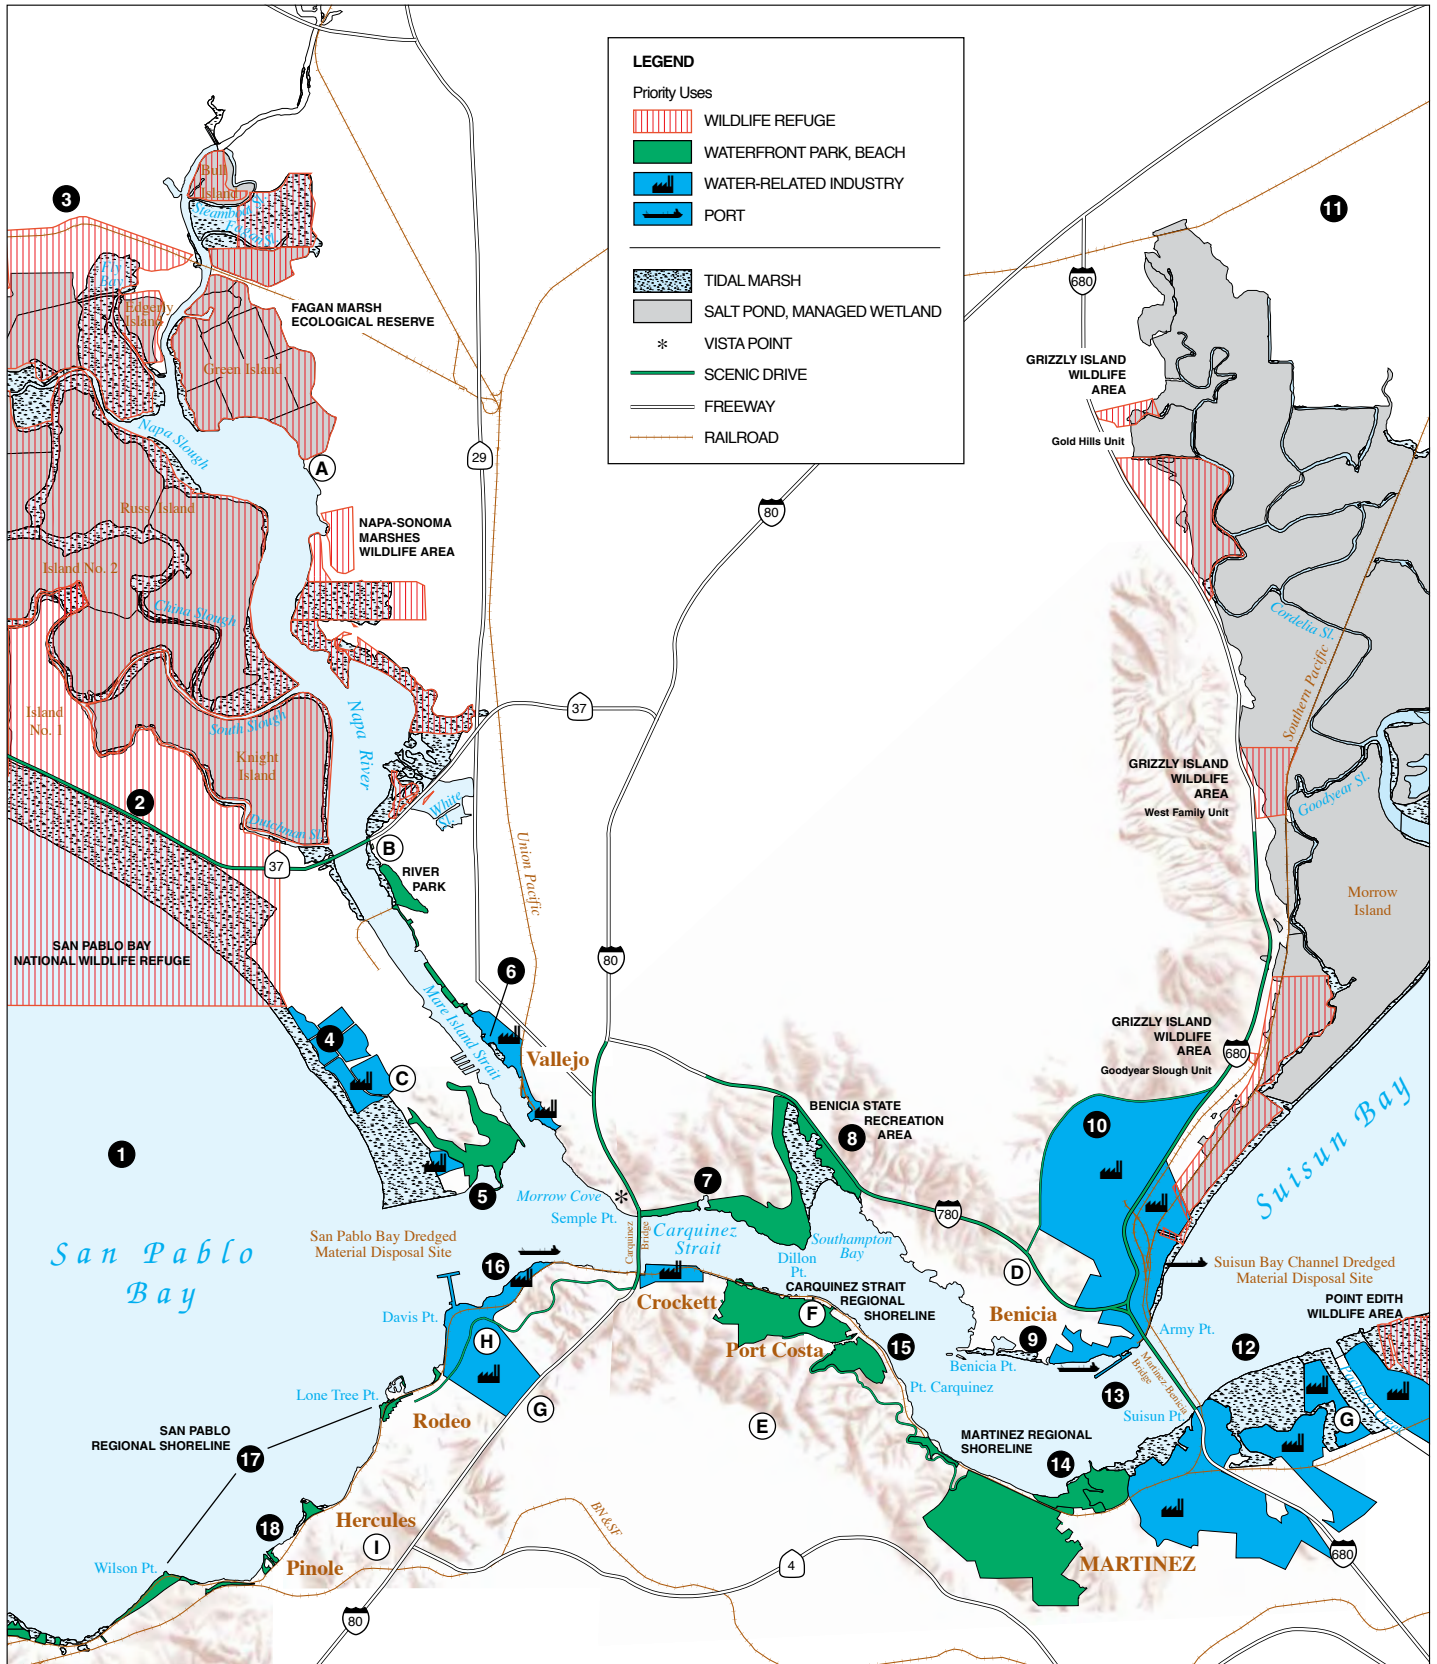 LEGEND
Priority Uses
WILDLIFE REFUGE
WATERFRONT PARK, BEACH
WATER-RELATED INDUSTRY
PORT
TIDAL MARSH
SALT POND, MANAGED WETLAND
VISTA POINT
SCENIC DRIVE
FREEWAY
RAILROAD
Bull
Island
Steamboat Sl.
Fagan Sl.
3
11
Fly
Bay
Edgerly
Island
FAGAN MARSH
ECOLOGICAL RESERVE
Green Island
680
GRIZZLY ISLAND
WILDLIFE
AREA
Gold Hills Unit
Napa Slough
A
29
80
Russ Island
NAPA-SONOMA
MARSHES
WILDLIFE AREA
Island No. 2
China Slough
Cordelia Sl.
Southern Pacific
Island
No. 1
South Slough
Napa River
37
Knight
Island
GRIZZLY ISLAND
WILDLIFE
AREA
West Family Unit
Goodyear Sl.
2
White
Sl.
Dutchman Sl.
37
B
RIVER
PARK
Union Pacific
Morrow
Island
SAN PABLO BAY
NATIONAL WILDLIFE REFUGE
80
6
Mare Island Strait
4
C
Vallejo
GRIZZLY ISLAND
WILDLIFE
AREA
Goodyear Slough Unit
680
Suisun Bay
BENICIA STATE
RECREATION
AREA
8
10
1
5
7
Morrow Cove
Semple Pt.
780
San Pablo
Bay
San Pablo Bay Dredged
Material Disposal Site
Carquinez
Bridge
Carquinez
Strait
Southampton
Bay
Dillon
Pt.
16
D
Suisun Bay Channel Dredged
Material Disposal Site
Crockett
CARQUINEZ STRAIT
REGIONAL
SHORELINE
F
Benicia
POINT EDITH
WILDLIFE AREA
Davis Pt.
H
Port Costa
15
9
Army Pt.
12
Benicia Pt.
Martinez-Benicia
Bridge
Pt. Carquinez
13
Lone Tree Pt.
Suisun Pt.
Pacheco Creek
G
Rodeo
G
E
SAN PABLO
REGIONAL SHORELINE
17
MARTINEZ REGIONAL
SHORELINE
14
Hercules
18
I
BN&SF
Pinole
Wilson Pt.
4
MARTINEZ
680
80